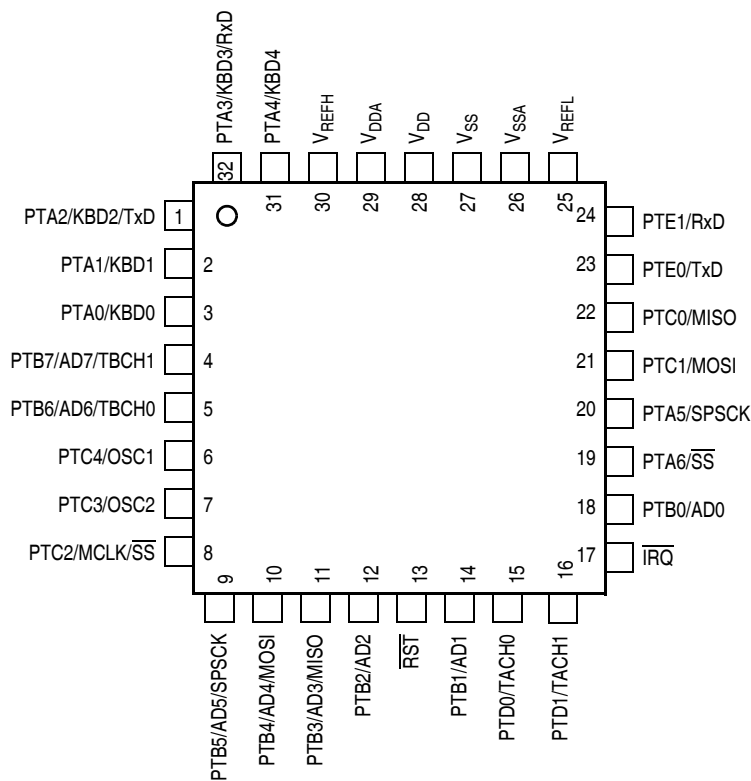 PTA3/KBD3/RxD
PTA4/KBD4
VREFH
VDDA
VDD
VSS
VSSA
VREFL
32
31
30
29
28
27
26
25
PTA2/KBD2/TxD 1
PTA1/KBD1 2
PTA0/KBD0 3
PTB7/AD7/TBCH1 4
PTB6/AD6/TBCH0 5
PTC4/OSC1 6
PTC3/OSC2 7
PTC2/MCLK/S̅S̅ 8
24 PTE1/RxD
23 PTE0/TxD
22 PTC0/MISO
21 PTC1/MOSI
20 PTA5/SPSCK
19 PTA6/S̅S̅
18 PTB0/AD0
17 I̅R̅Q̅
9
10
11
12
13
14
15
16
PTB5/AD5/SPSCK
PTB4/AD4/MOSI
PTB3/AD3/MISO
PTB2/AD2
R̅S̅T̅
PTB1/AD1
PTD0/TACH0
PTD1/TACH1